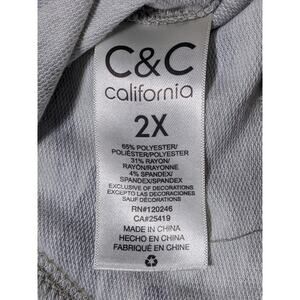 C&C
california
2X
65% POLYESTER/
POLIÉSTER/POLYESTER
31% RAYON/
RAYÓN/RAYONNE
4% SPANDEX/
SPANDEX/SPANDEX
EXCLUSIVE OF DECORATIONS
EXCEPTO LAS DECORACIONES
SAUF DÉCORATIONS
RN#120246
CA#25419
MADE IN CHINA
HECHO EN CHINA
FABRIQUÉ EN CHINE